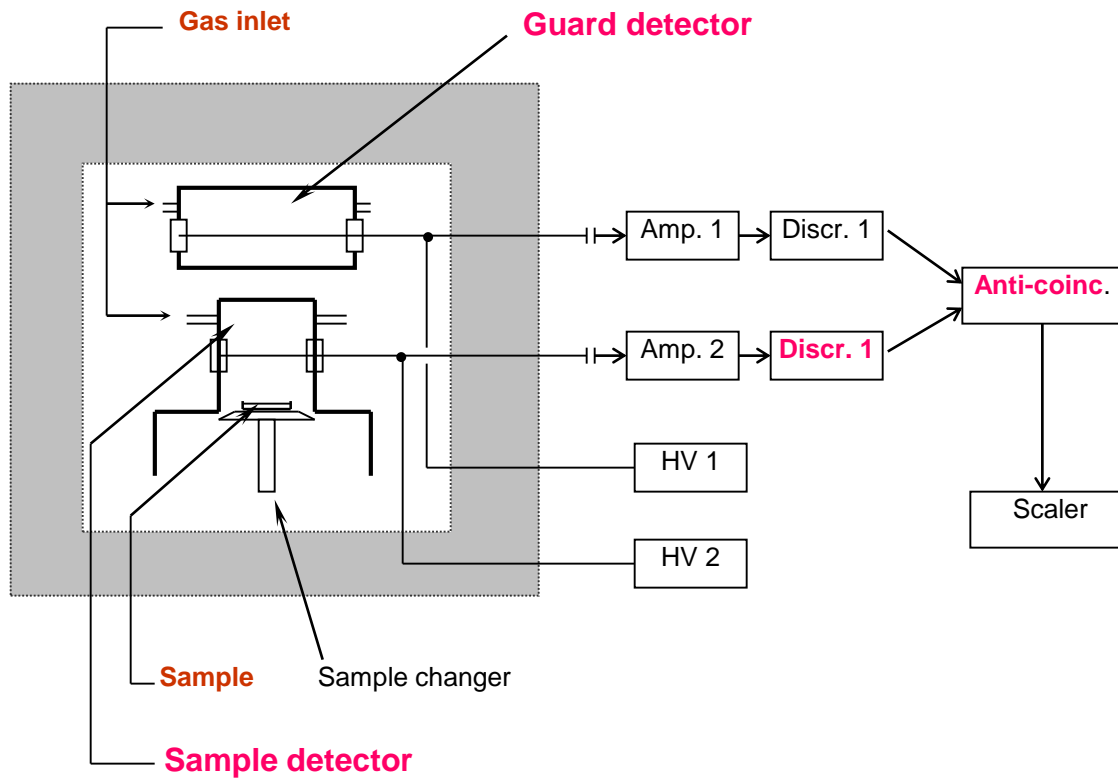 Gas inlet
Guard detector
Amp. 1
Discr. 1
Anti-coinc.
Amp. 2
Discr. 1
HV 1
Scaler
HV 2
Sample
Sample changer
Sample detector